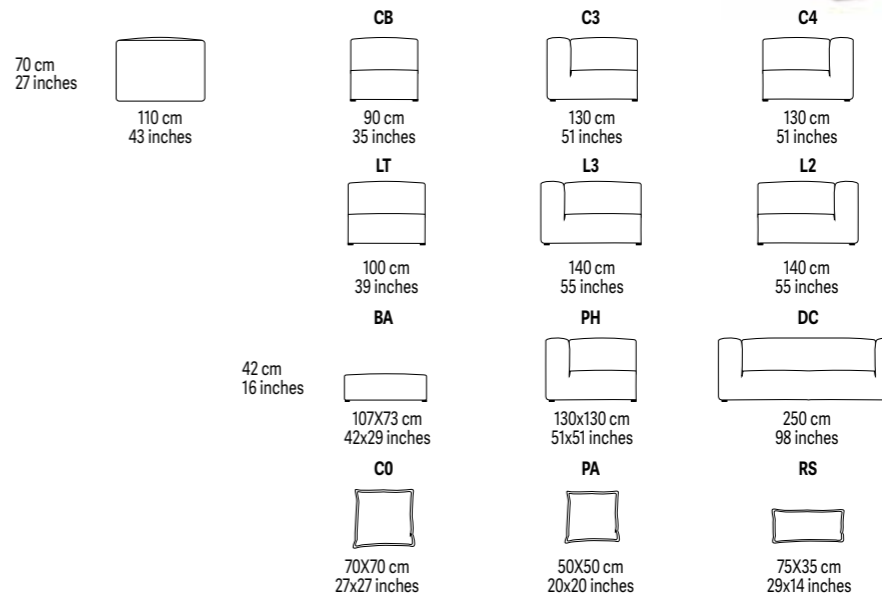 CB
C3
C4
70 cm
27 inches
110 cm
43 inches
90 cm
35 inches
130 cm
51 inches
130 cm
51 inches
LT
L3
L2
100 cm
39 inches
140 cm
55 inches
140 cm
55 inches
BA
PH
DC
42 cm
16 inches
107X73 cm
42x29 inches
130x130 cm
51x51 inches
250 cm
98 inches
C0
PA
RS
70X70 cm
27x27 inches
50X50 cm
20x20 inches
75X35 cm
29x14 inches